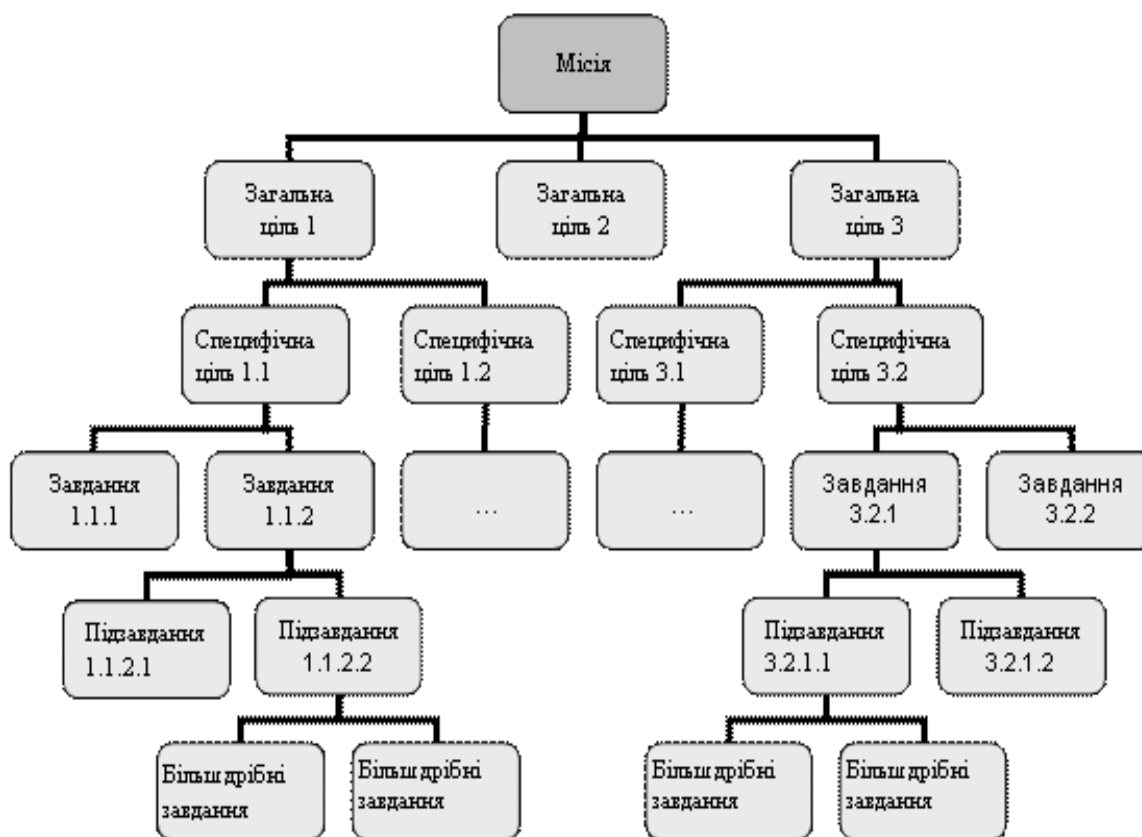 Місія
Загальна
ціль 1
Загальна
ціль 2
Загальна
ціль 3
Специфічна
ціль 1.1
Специфічна
ціль 1.2
Специфічна
ціль 3.1
Специфічна
ціль 3.2
Завдання
1.1.1
Завдання
1.1.2
...
...
Завдання
3.2.1
Завдання
3.2.2
Підзавдання
1.1.2.1
Підзавдання
1.1.2.2
Підзавдання
3.2.1.1
Підзавдання
3.2.1.2
Більш дрібні
завдання
Більш дрібні
завдання
Більш дрібні
завдання
Більш дрібні
завдання